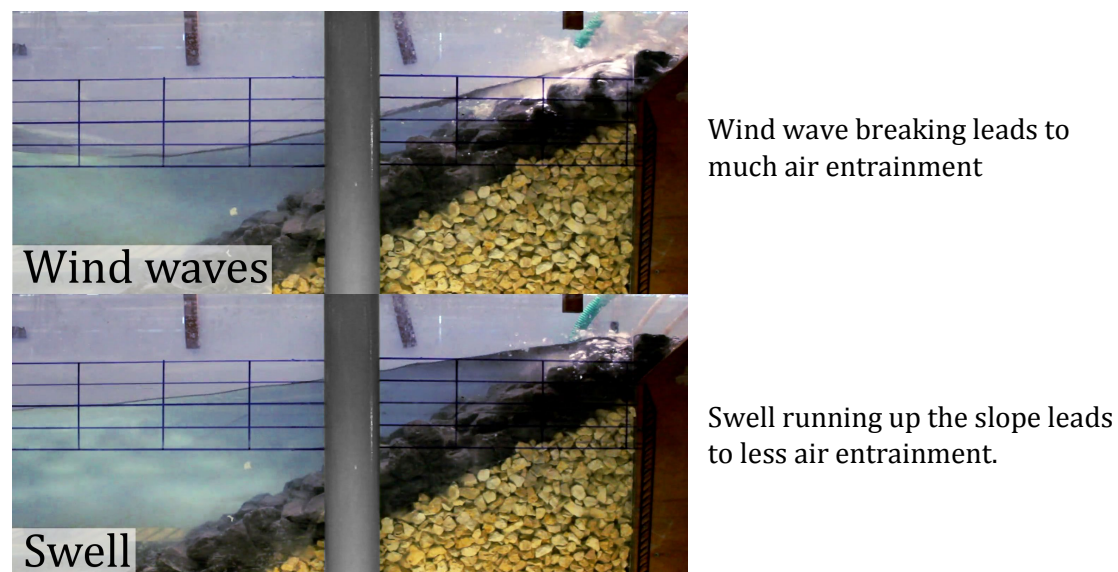 Wind wave breaking leads to
much air entrainment
Wind waves
Swell running up the slope leads
to less air entrainment.
Swell